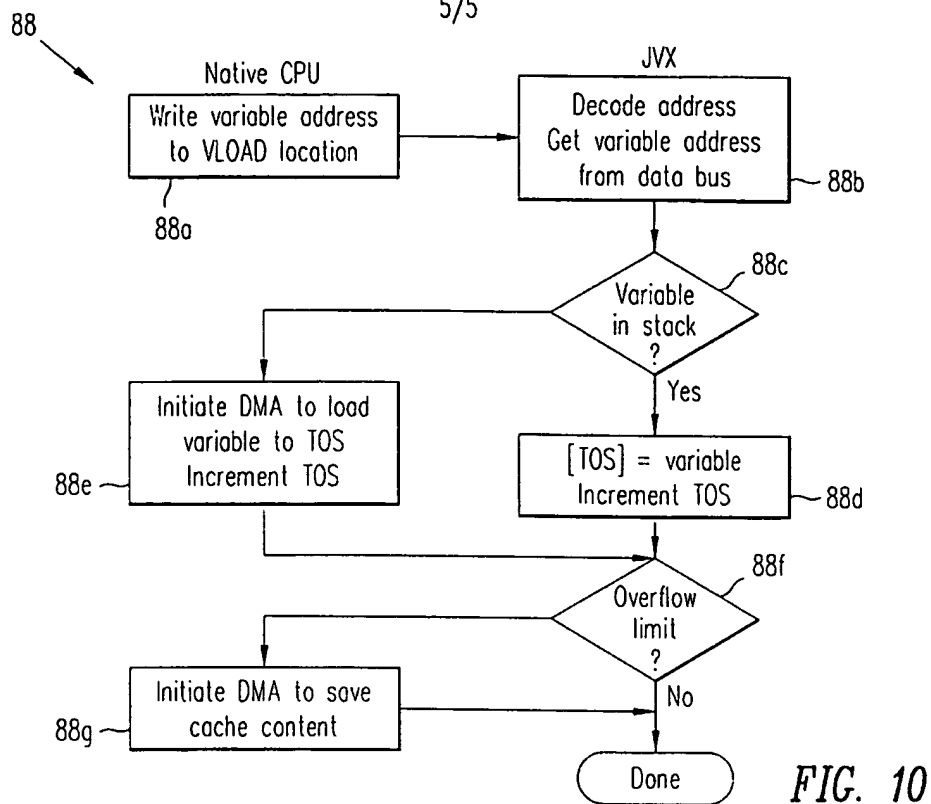 5/5
88
Native CPU
Write variable address
to VLOAD location
88a
JVX
Decode address
Get variable address
from data bus
88b
88c
Variable
in stack
?
Yes
Initiate DMA to load
variable to TOS
Increment TOS
88e
[TOS] = variable
Increment TOS
88d
88f
Overflow
limit
?
No
Initiate DMA to save
cache content
88g
Done
FIG. 10